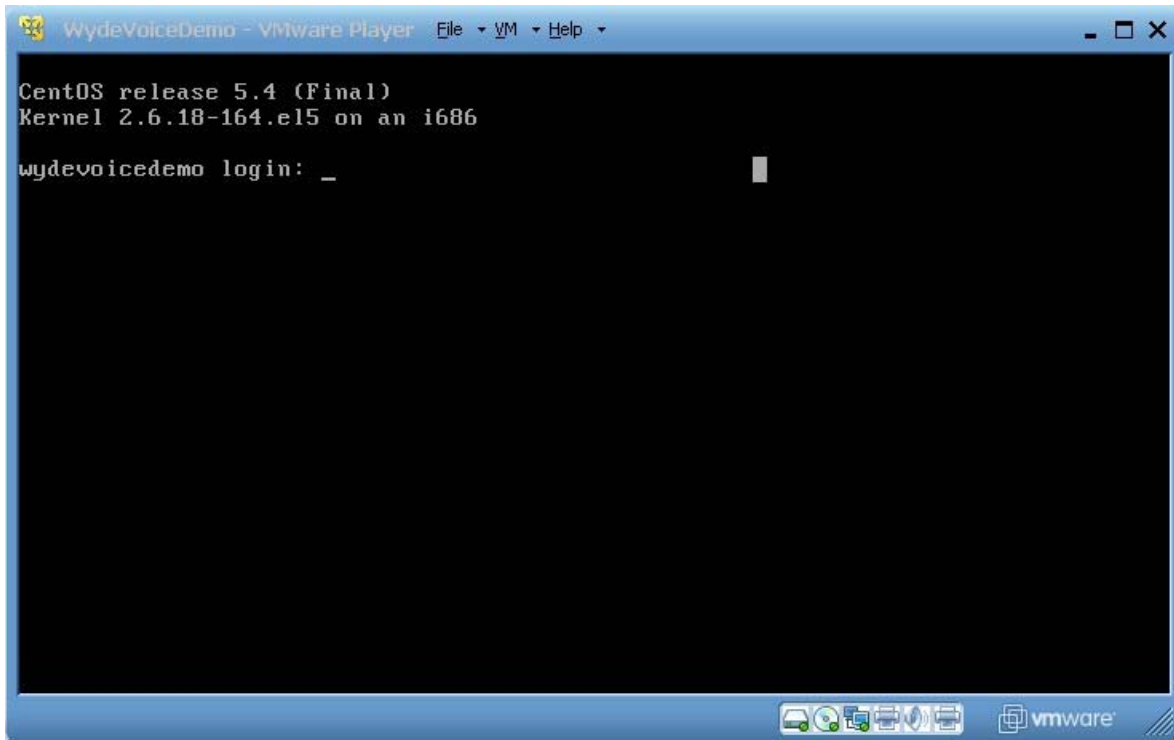 WydeVoiceDemo - VMware Player File VM Help
CentOS release 5.4 (Final)
Kernel 2.6.18-164.el5 on an i686
wydevoicedemo login: _
vmware